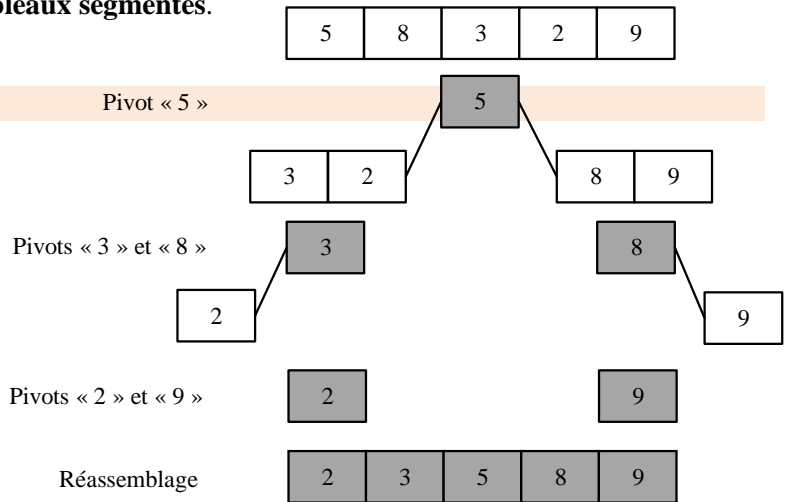 segmentés.
5 8 3 2 9
Pivot « 5 » 5
3 2 8 9
Pivots « 3 » et « 8 » 3 8
2 9
Pivots « 2 » et « 9 » 2 9
Réassemblage 2 3 5 8 9